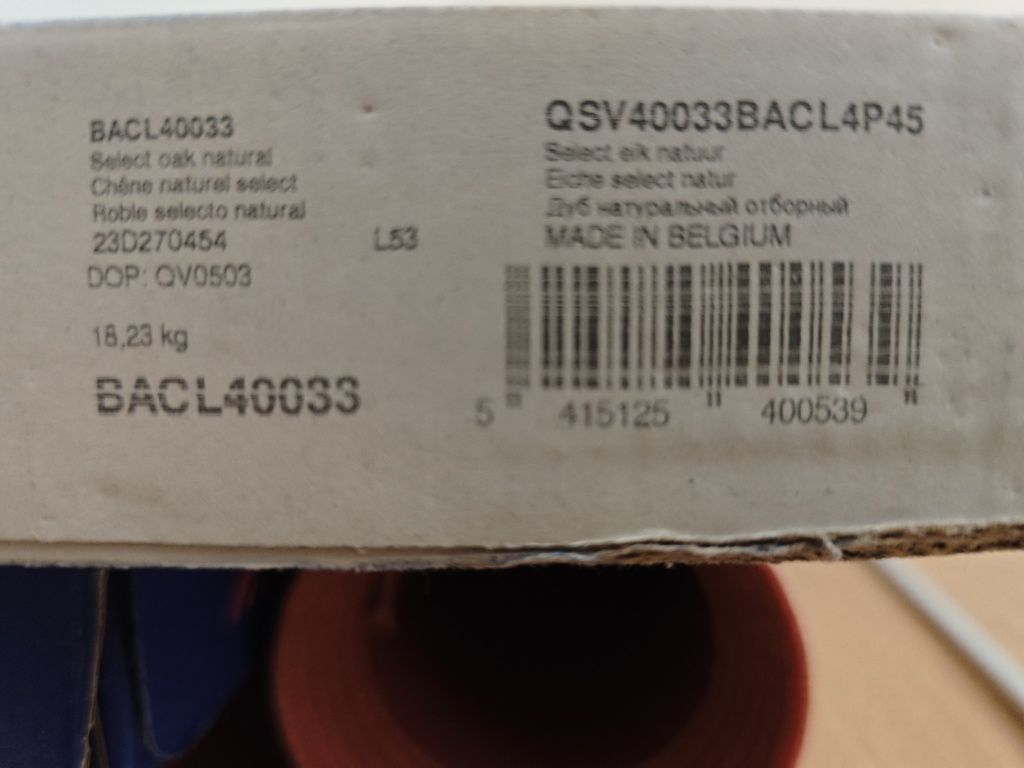 BACL40033
Select oak natural
Chêne naturel select
Roble selecto natural
23D270454 L53
DOP: QV0503
18,23 kg
BACL40033
QSV40033BACL4P45
Select eik natuur
Eiche select natur
Дуб натуральный отборный
MADE IN BELGIUM
5 415125 400539